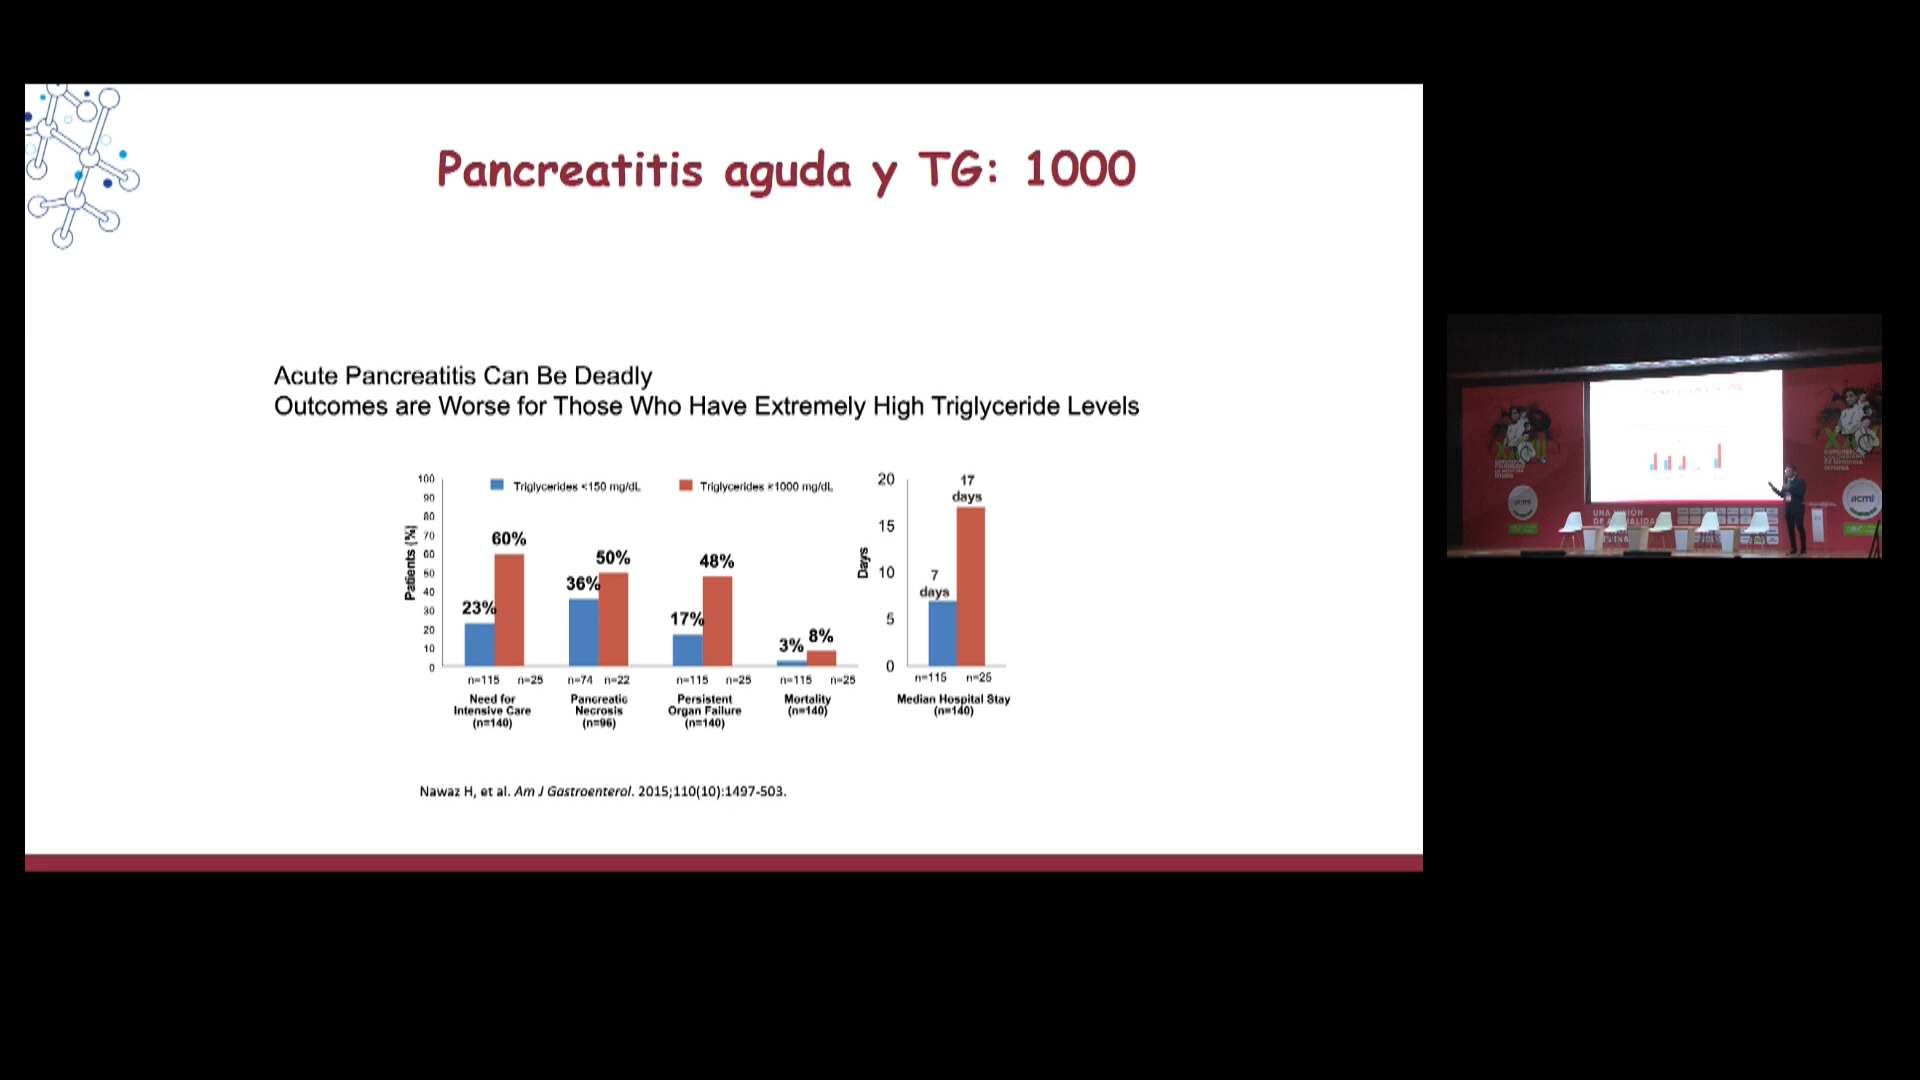 Pancreatitis aguda y TG: 1000
Acute Pancreatitis Can Be Deadly
Outcomes are Worse for Those Who Have Extremely High Triglyceride Levels
Triglycerides <150 mg/dL
Triglycerides ≥1000 mg/dL
Patients (%)
100
90
80
70
60
50
40
30
20
10
0
23%
60%
36%
50%
17%
48%
3%
8%
n=115
n=25
n=74
n=22
n=115
n=25
n=115
n=25
Need for
Intensive Care
(n=140)
Pancreatic
Necrosis
(n=96)
Persistent
Organ Failure
(n=140)
Mortality
(n=140)
Days
20
15
10
5
0
7
days
17
days
n=115
n=25
Median Hospital Stay
(n=140)
Nawaz H, et al. Am J Gastroenterol. 2015;110(10):1497-503.
acmi